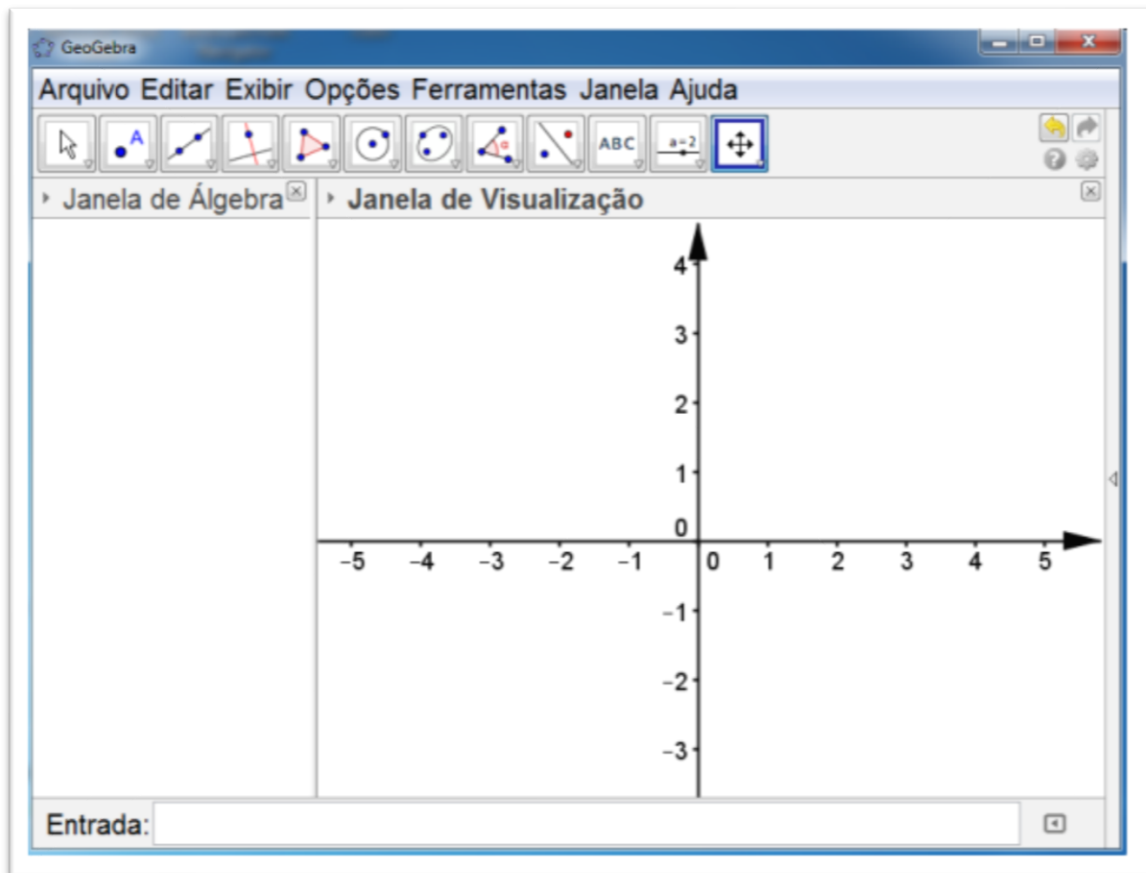 GeoGebra
Arquivo Editar Exibir Opções Ferramentas Janela Ajuda
A
α
ABC
a=2
Janela de Álgebra
Janela de Visualização
4
3
2
1
0
−5 −4 −3 −2 −1 0 1 2 3 4 5
−1
−2
−3
Entrada: